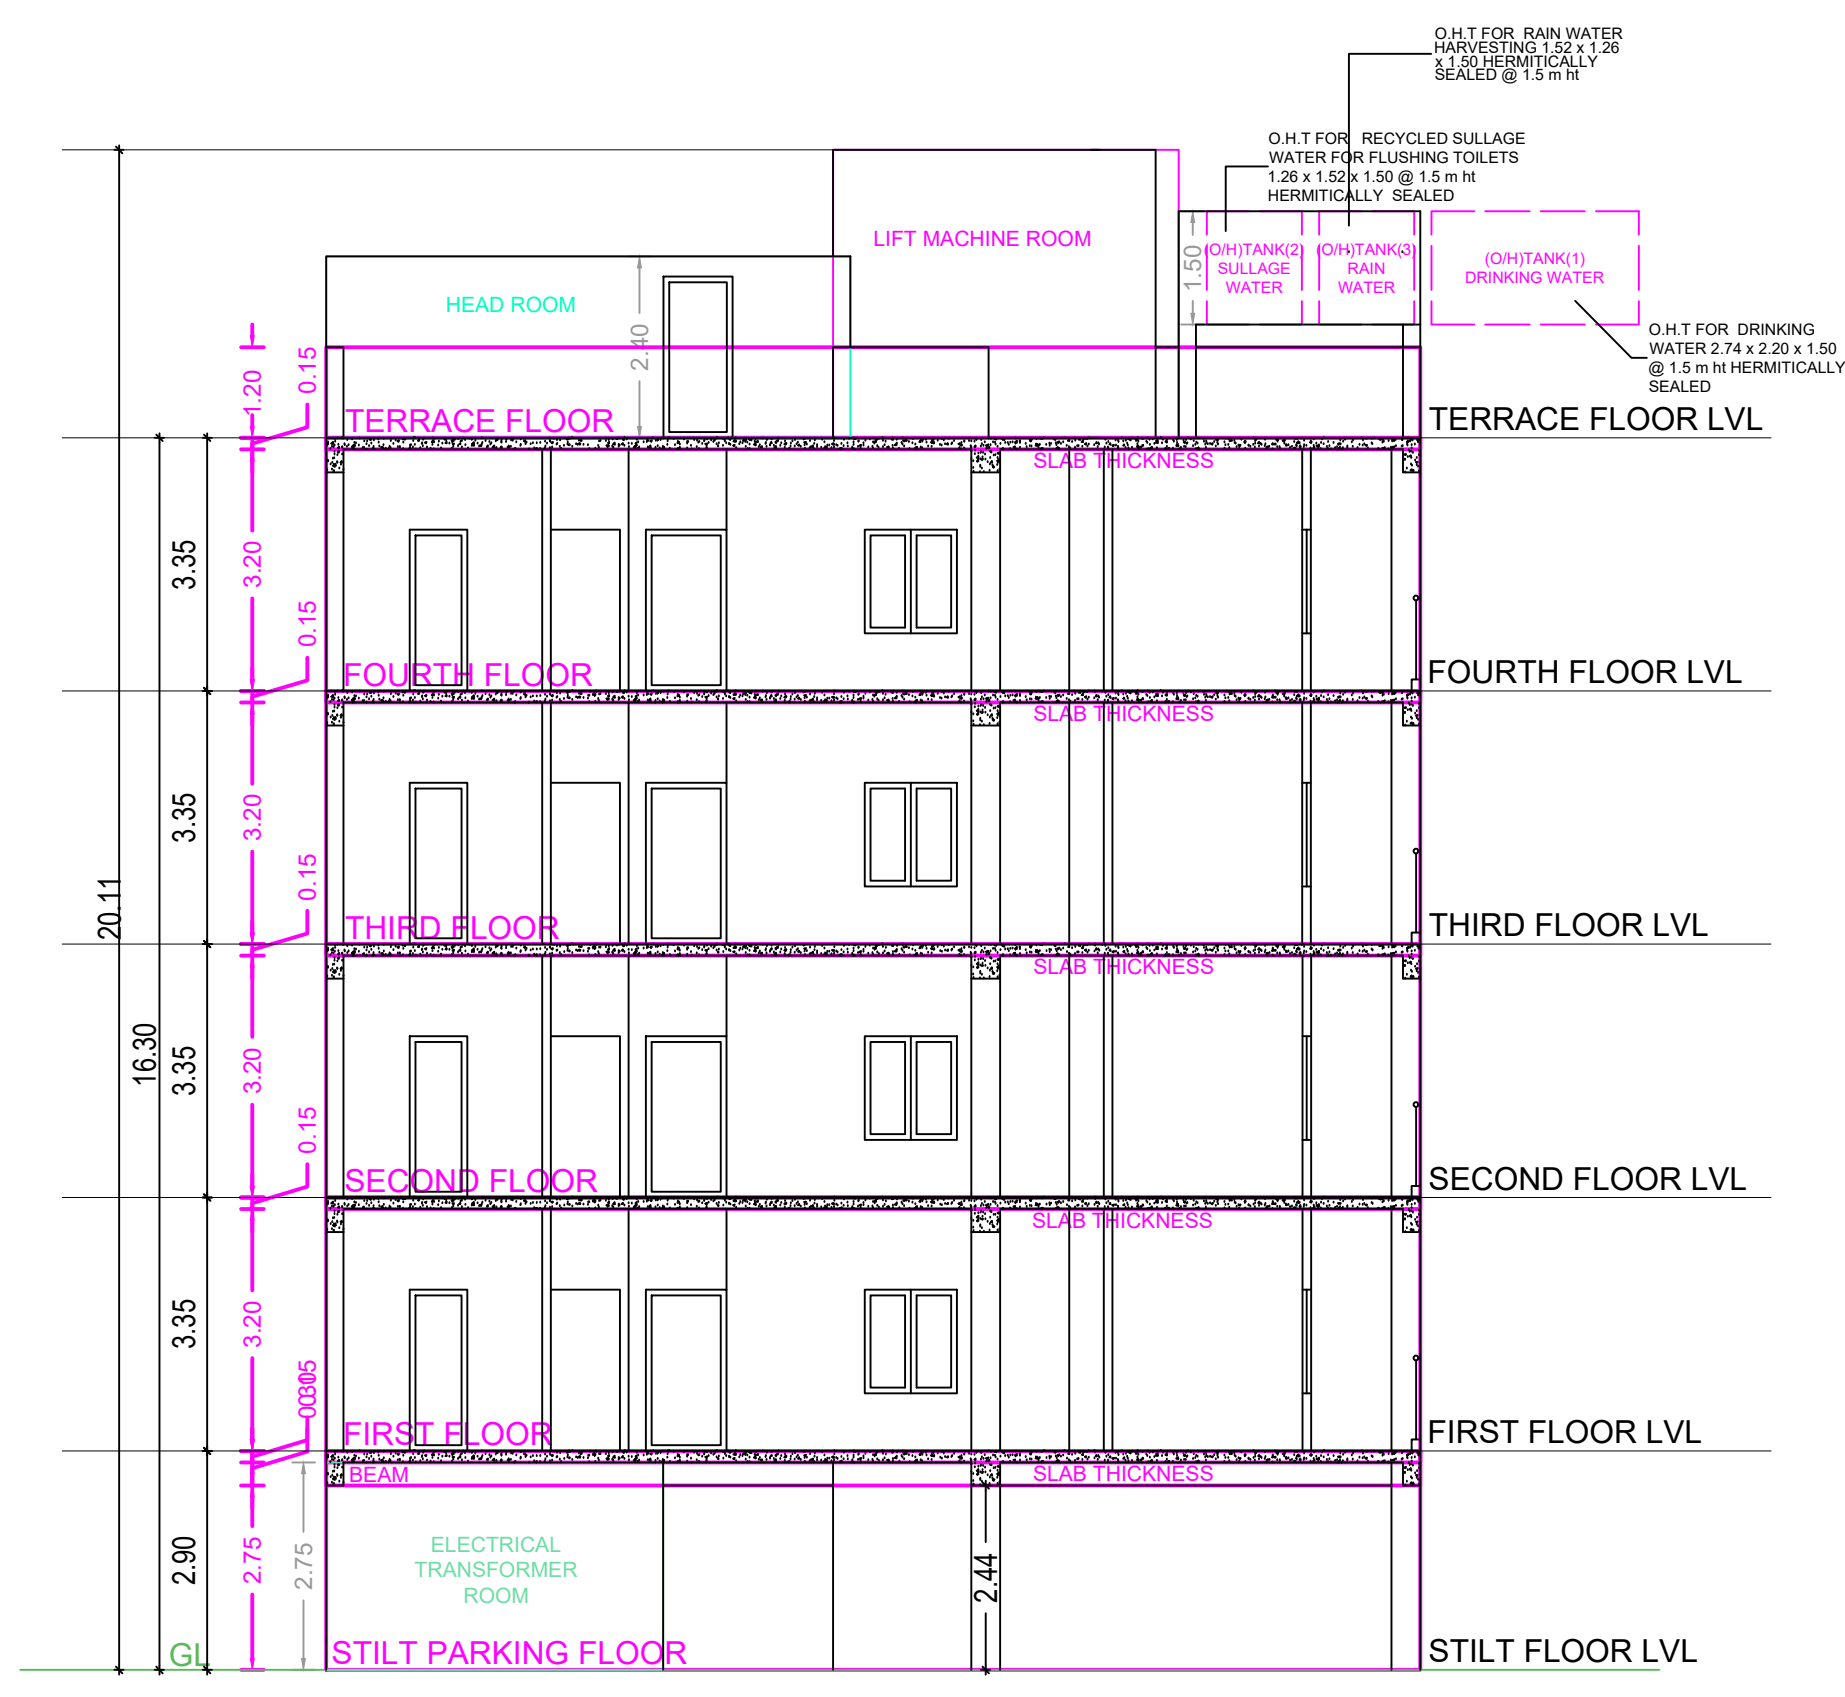 O.H.T FOR RAIN WATER
HARVESTING 1.52 x 1.26
x 1.50 HERMITICALLY
SEALED @ 1.5 m ht
O.H.T FOR RECYCLED SULLAGE
WATER FOR FLUSHING TOILETS
1.26 x 1.52 x 1.50 @ 1.5 m ht
HERMITICALLY SEALED
LIFT MACHINE ROOM
1.50
(O/H)TANK(2)
SULLAGE
WATER
(O/H)TANK(3)
RAIN
WATER
(O/H)TANK(1)
DRINKING WATER
O.H.T FOR DRINKING
WATER 2.74 x 2.20 x 1.50
@ 1.5 m ht HERMITICALLY
SEALED
HEAD ROOM
2.40
1.20
0.15
TERRACE FLOOR
TERRACE FLOOR LVL
SLAB THICKNESS
3.35
3.20
0.15
FOURTH FLOOR
FOURTH FLOOR LVL
SLAB THICKNESS
3.35
3.20
0.15
THIRD FLOOR
THIRD FLOOR LVL
20.11
SLAB THICKNESS
16.30
3.35
3.20
0.15
SECOND FLOOR
SECOND FLOOR LVL
SLAB THICKNESS
3.35
3.20
FIRST FLOOR
FIRST FLOOR LVL
BEAM
SLAB THICKNESS
2.90
2.75
2.75
ELECTRICAL
TRANSFORMER
ROOM
2.44
GL
STILT PARKING FLOOR
STILT FLOOR LVL